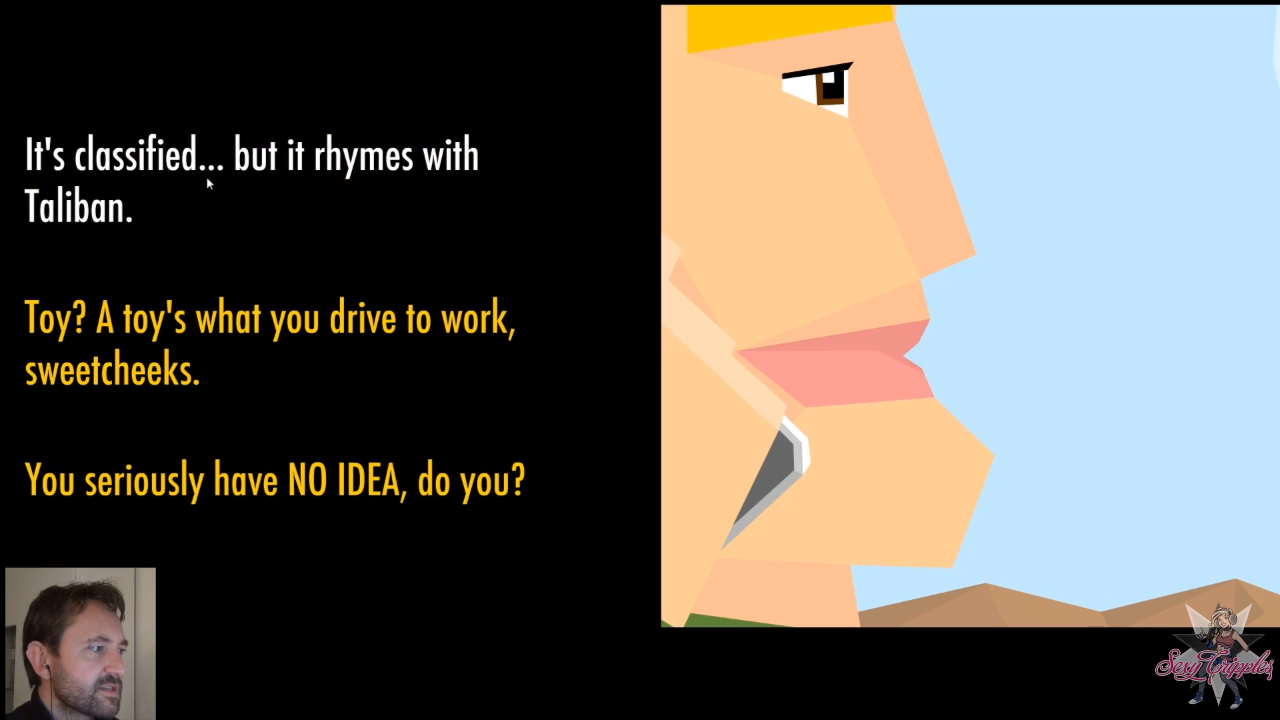 It's classified... but it rhymes with
Taliban.
Toy? A toy's what you drive to work,
sweetcheeks.
You seriously have NO IDEA, do you?
Sexy Cripples